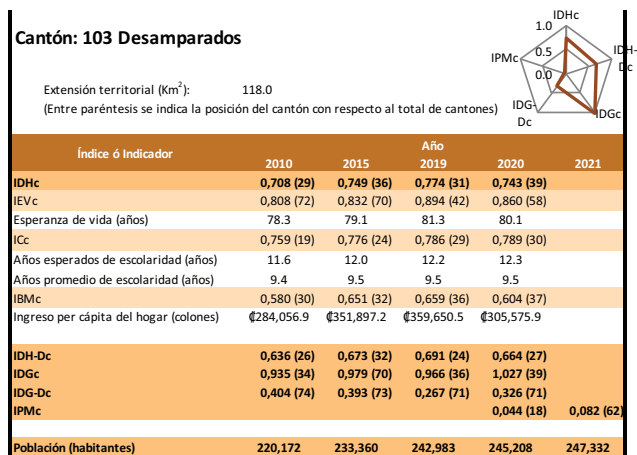 IDHc
1.0
Cantón: 103 Desamparados
IPMc
0.5
IDH-
Dc
0.0
Extensión territorial (Km²): 118.0
(Entre paréntesis se indica la posición del cantón con respecto al total de cantones)
IDG-
Dc
IDGc
Índice ó Indicador
Año
2010 2015 2019 2020 2021
IDHc 0,708 (29) 0,749 (36) 0,774 (31) 0,743 (39)
IEVc 0,808 (72) 0,832 (70) 0,894 (42) 0,860 (58)
Esperanza de vida (años) 78.3 79.1 81.3 80.1
ICc 0,759 (19) 0,776 (24) 0,786 (29) 0,789 (30)
Años esperados de escolaridad (años) 11.6 12.0 12.2 12.3
Años promedio de escolaridad (años) 9.4 9.5 9.5 9.5
IBMc 0,580 (30) 0,651 (32) 0,659 (36) 0,604 (37)
Ingreso per cápita del hogar (colones) ₡284,056.9 ₡351,897.2 ₡359,650.5 ₡305,575.9
IDH-Dc 0,636 (26) 0,673 (32) 0,691 (24) 0,664 (27)
IDGc 0,935 (34) 0,979 (70) 0,966 (36) 1,027 (39)
IDG-Dc 0,404 (74) 0,393 (73) 0,267 (71) 0,326 (71)
IPMc 0,044 (18) 0,082 (62)
Población (habitantes) 220,172 233,360 242,983 245,208 247,332